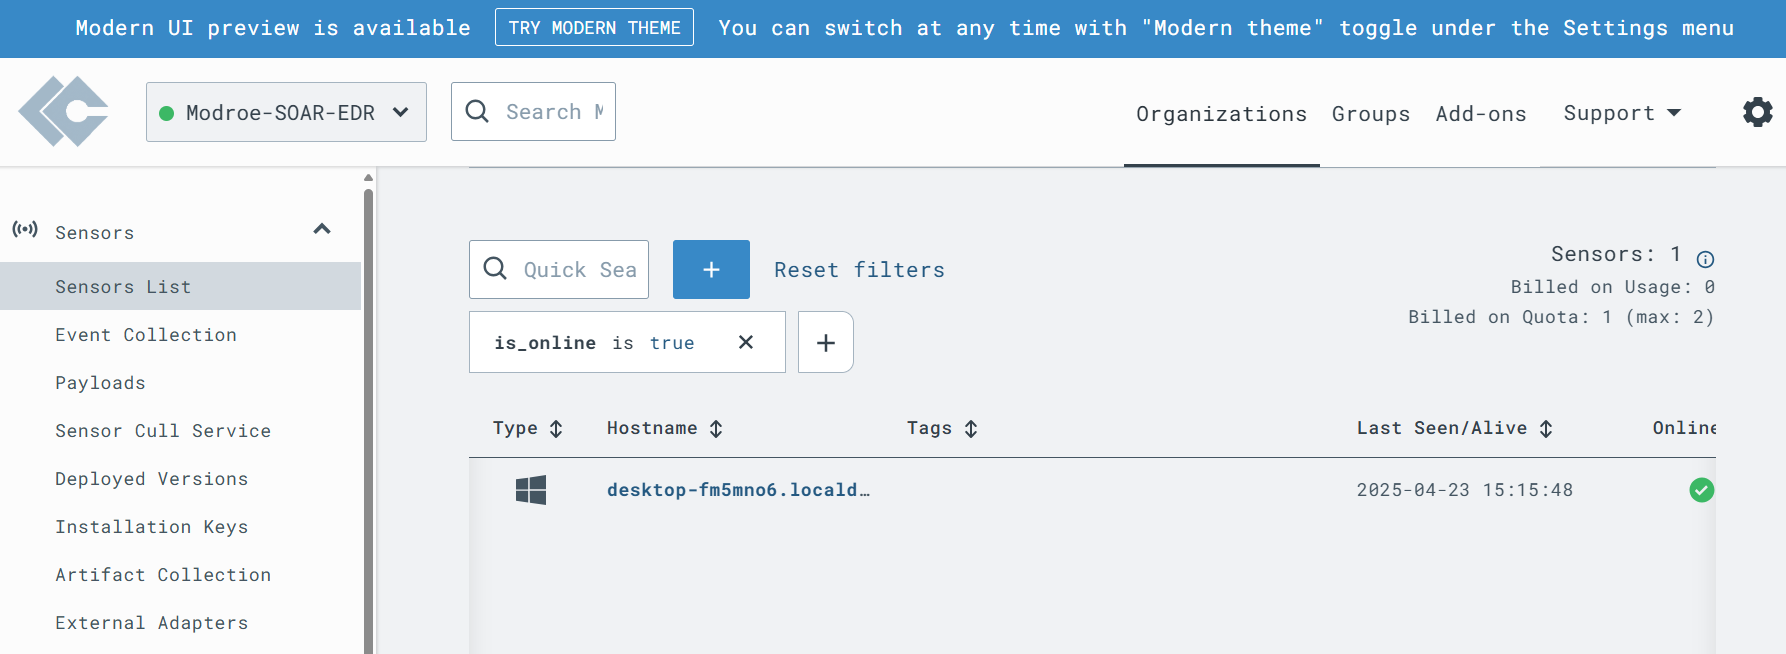 Modern UI preview is available TRY MODERN THEME You can switch at any time with "Modern theme" toggle under the Settings menu
Modroe-SOAR-EDR
Search M
Organizations Groups Add-ons Support
Sensors
Sensors List
Event Collection
Payloads
Sensor Cull Service
Deployed Versions
Installation Keys
Artifact Collection
External Adapters
Quick Sea
+
Reset filters
Sensors: 1
Billed on Usage: 0
Billed on Quota: 1 (max: 2)
is_online is true
+
Type Hostname Tags Last Seen/Alive Online
desktop-fm5mno6.locald… 2025-04-23 15:15:48